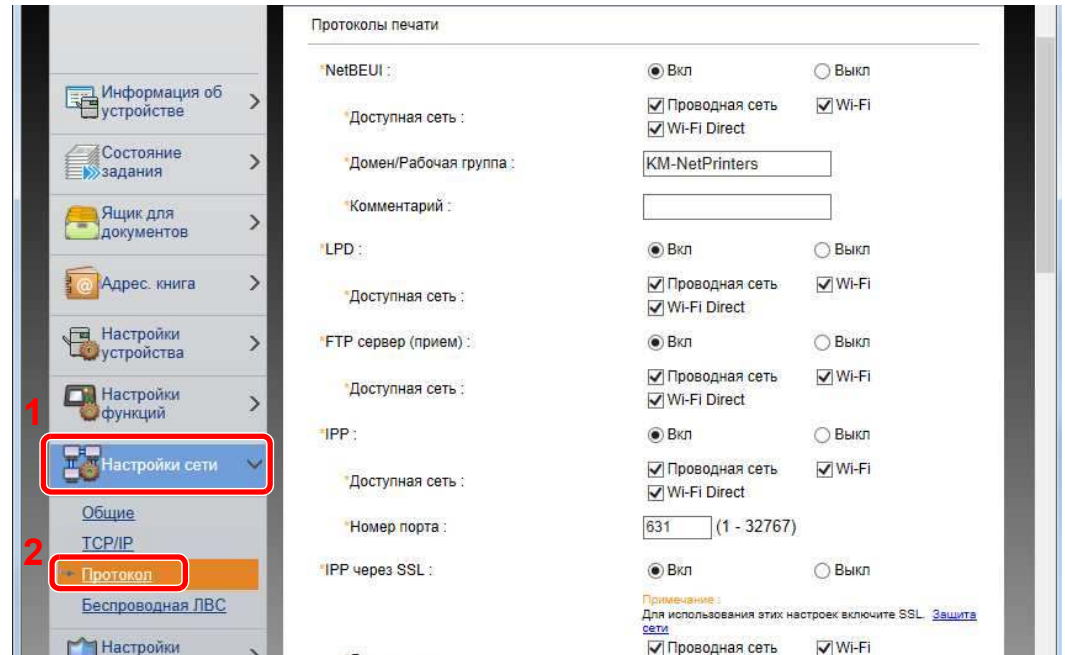 Протоколы печати
*NetBEUI : Вкл Выкл
Информация об
устройстве
*Доступная сеть : Проводная сеть Wi-Fi
Wi-Fi Direct
Состояние
задания
*Домен/Рабочая группа : KM-NetPrinters
Ящик для
документов
*Комментарий :
*LPD : Вкл Выкл
Адрес. книга
*Доступная сеть : Проводная сеть Wi-Fi
Wi-Fi Direct
Настройки
устройства
*FTP сервер (прием) : Вкл Выкл
*Доступная сеть : Проводная сеть Wi-Fi
Wi-Fi Direct
1
Настройки
функций
*IPP : Вкл Выкл
Настройки сети
*Доступная сеть : Проводная сеть Wi-Fi
Wi-Fi Direct
Общие
*Номер порта : 631 (1 - 32767)
TCP/IP
2
Протокол
*IPP через SSL : Вкл Выкл
Беспроводная ЛВС
Примечание :
Для использования этих настроек включите SSL. Защита
сети
Настройки
Проводная сеть Wi-Fi